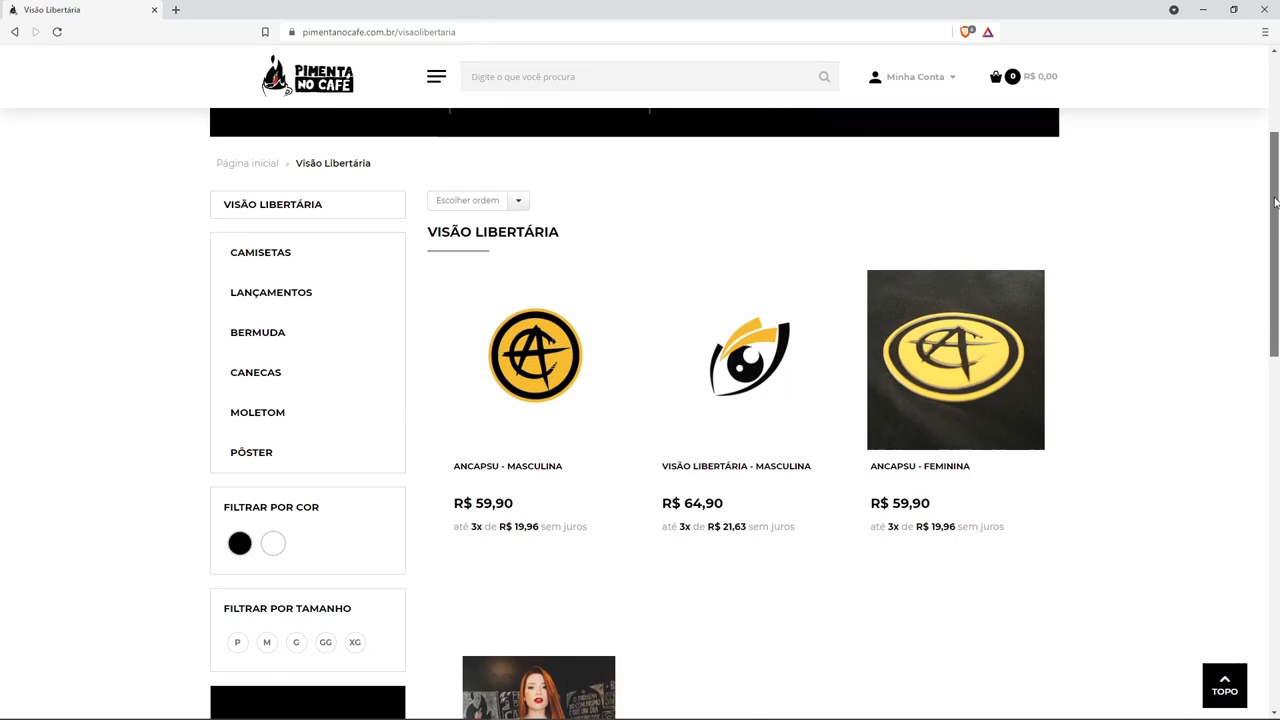 Visão Libertária
pimentanocafe.com.br/visaolibertaria
PIMENTA
NO CAFÉ
Digite o que você procura
Minha Conta
0 R$ 0,00
Página inicial » Visão Libertária
VISÃO LIBERTÁRIA
CAMISETAS
LANÇAMENTOS
BERMUDA
CANECAS
MOLETOM
PÔSTER
FILTRAR POR COR
FILTRAR POR TAMANHO
P M G GG XG
Escolher ordem
VISÃO LIBERTÁRIA
ANCAPSU - MASCULINA
R$ 59,90
até 3x de R$ 19,96 sem juros
VISÃO LIBERTÁRIA - MASCULINA
R$ 64,90
até 3x de R$ 21,63 sem juros
ANCAPSU - FEMININA
R$ 59,90
até 3x de R$ 19,96 sem juros
TOPO